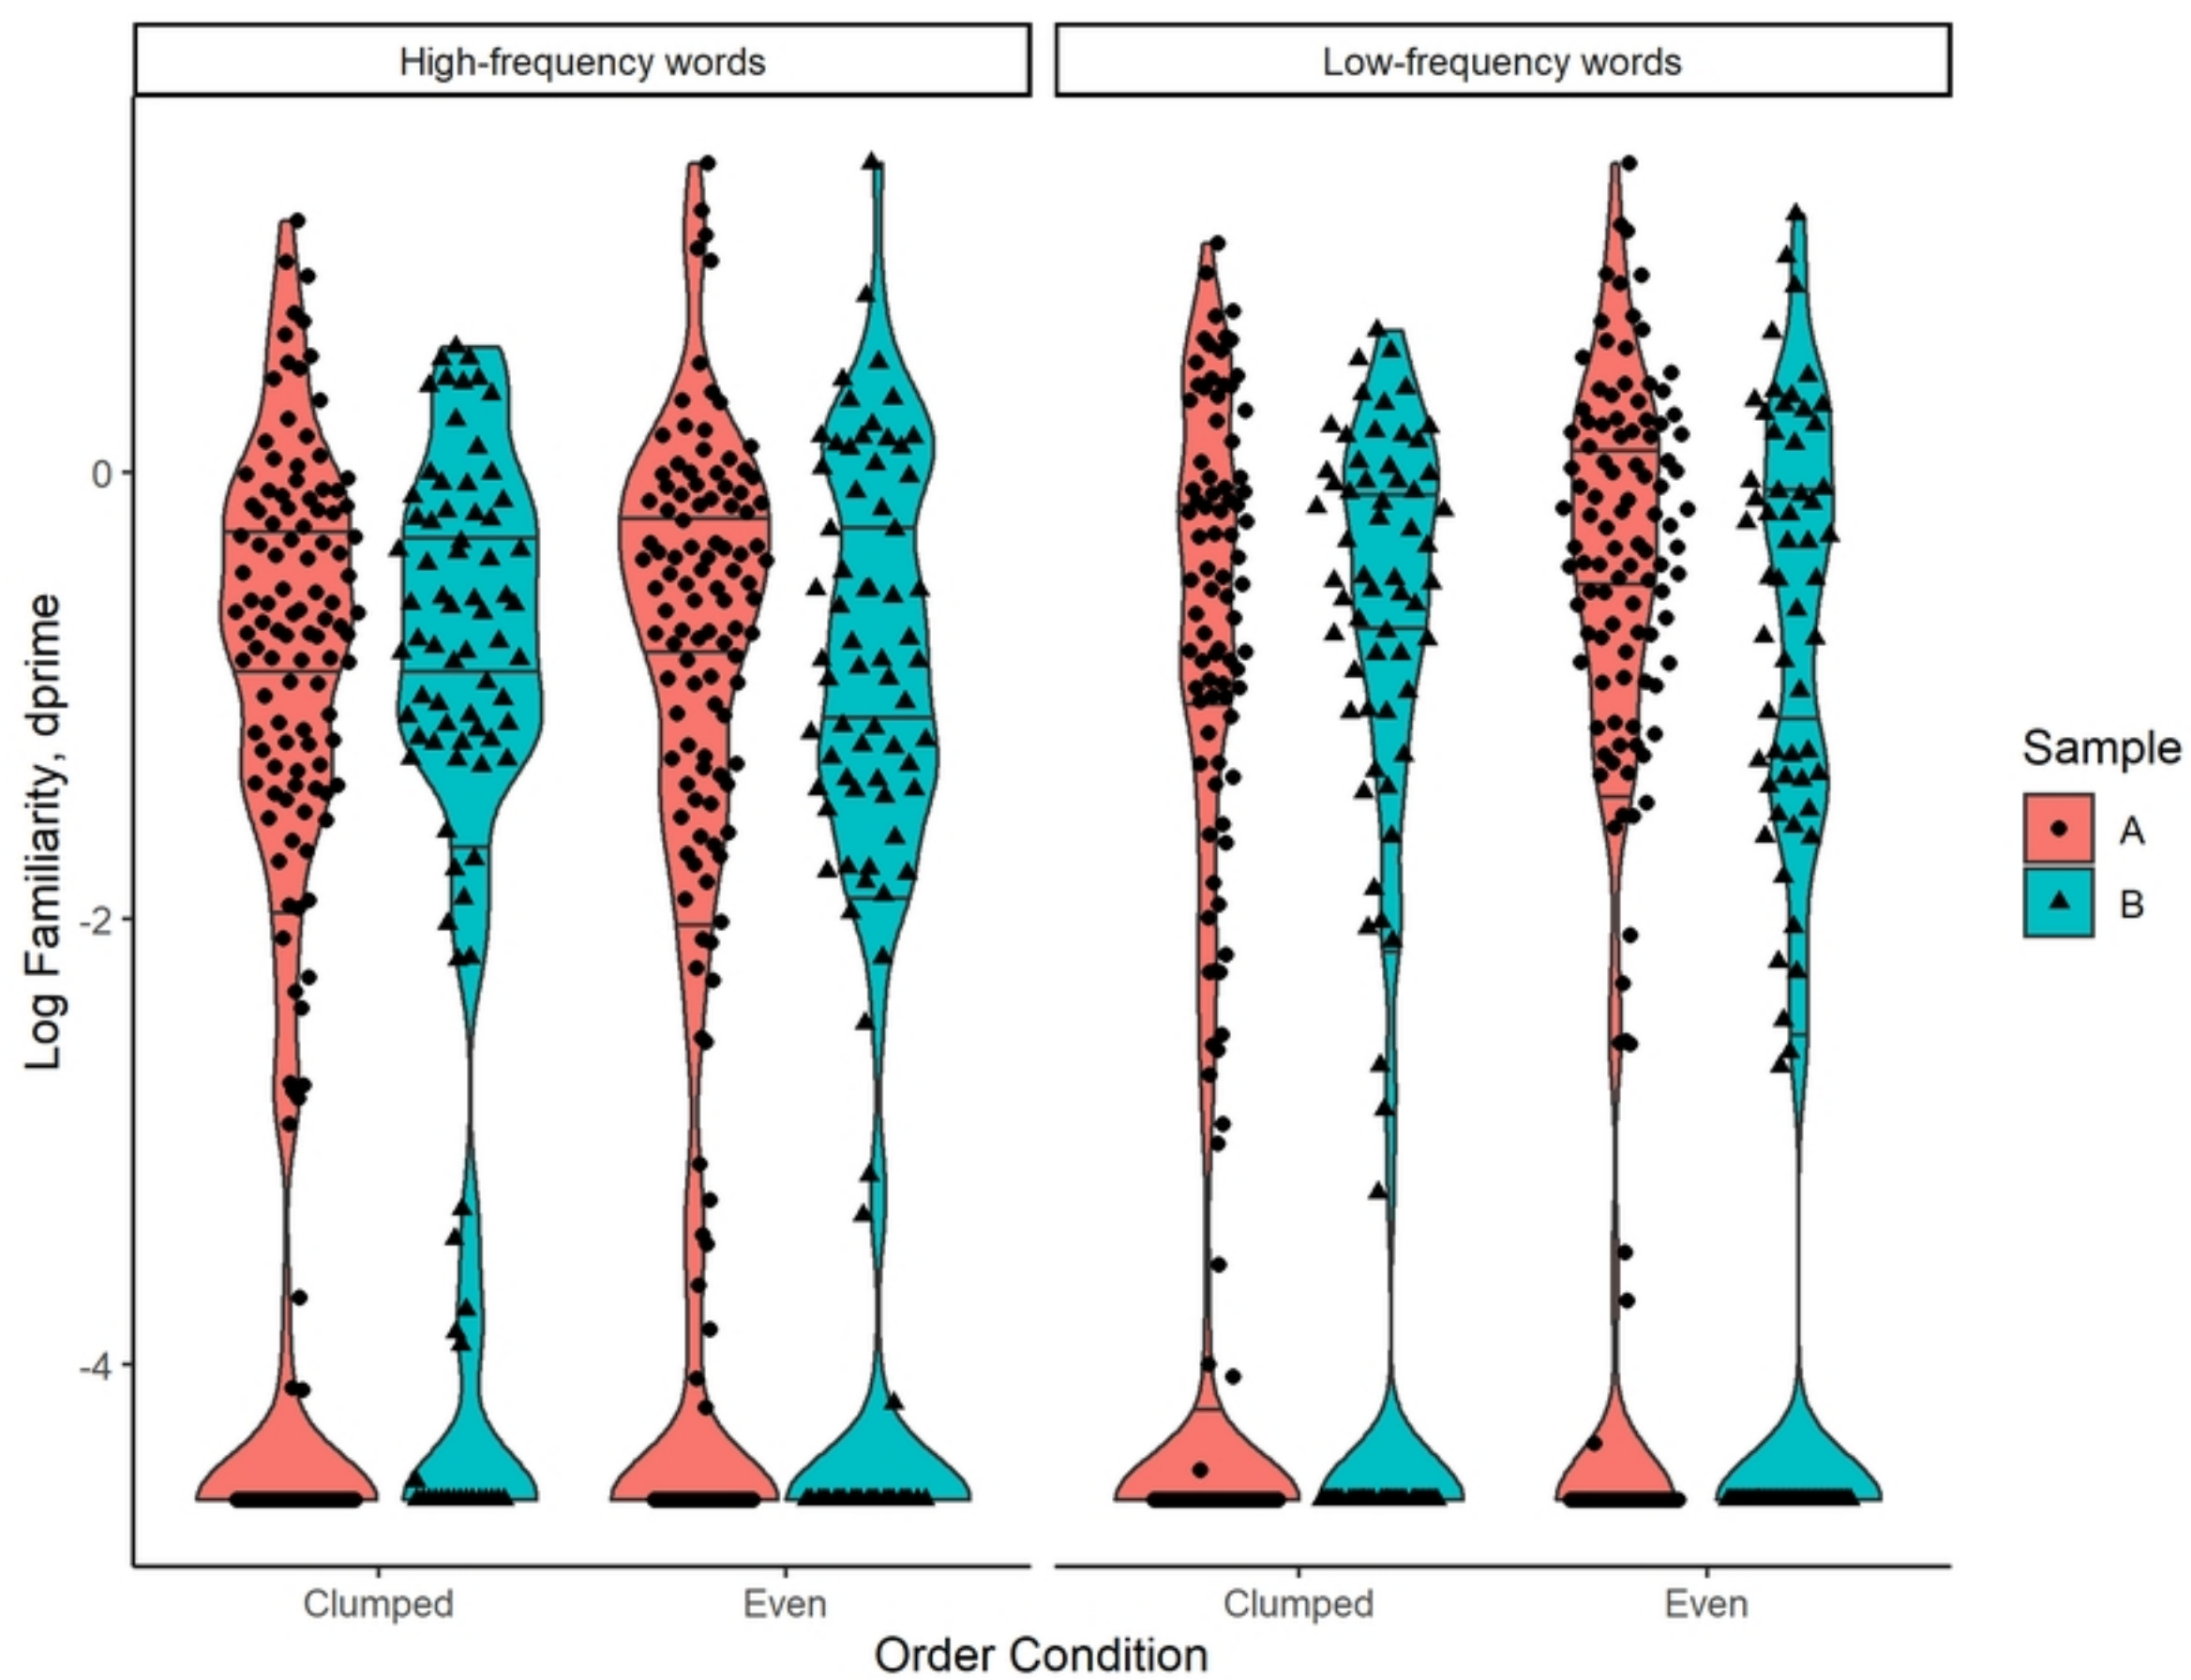 High-frequency words
Low-frequency words
Log Familiarity, dprime
0
-2
-4
Clumped
Even
Clumped
Even
Order Condition
Sample
A
B